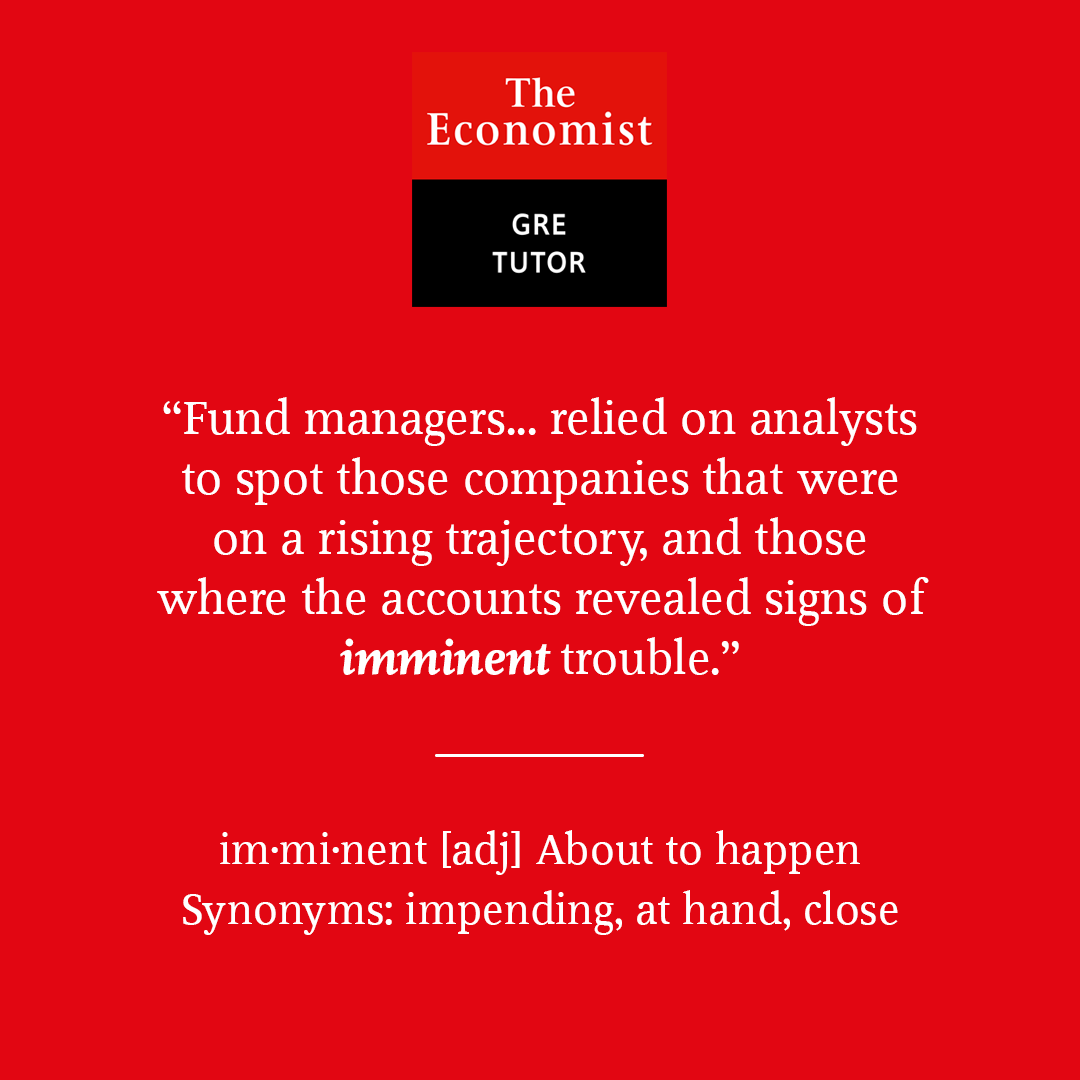 The
Economist
GRE
TUTOR
“Fund managers... relied on analysts
to spot those companies that were
on a rising trajectory, and those
where the accounts revealed signs of
imminent trouble.”
im·mi·nent [adj] About to happen
Synonyms: impending, at hand, close